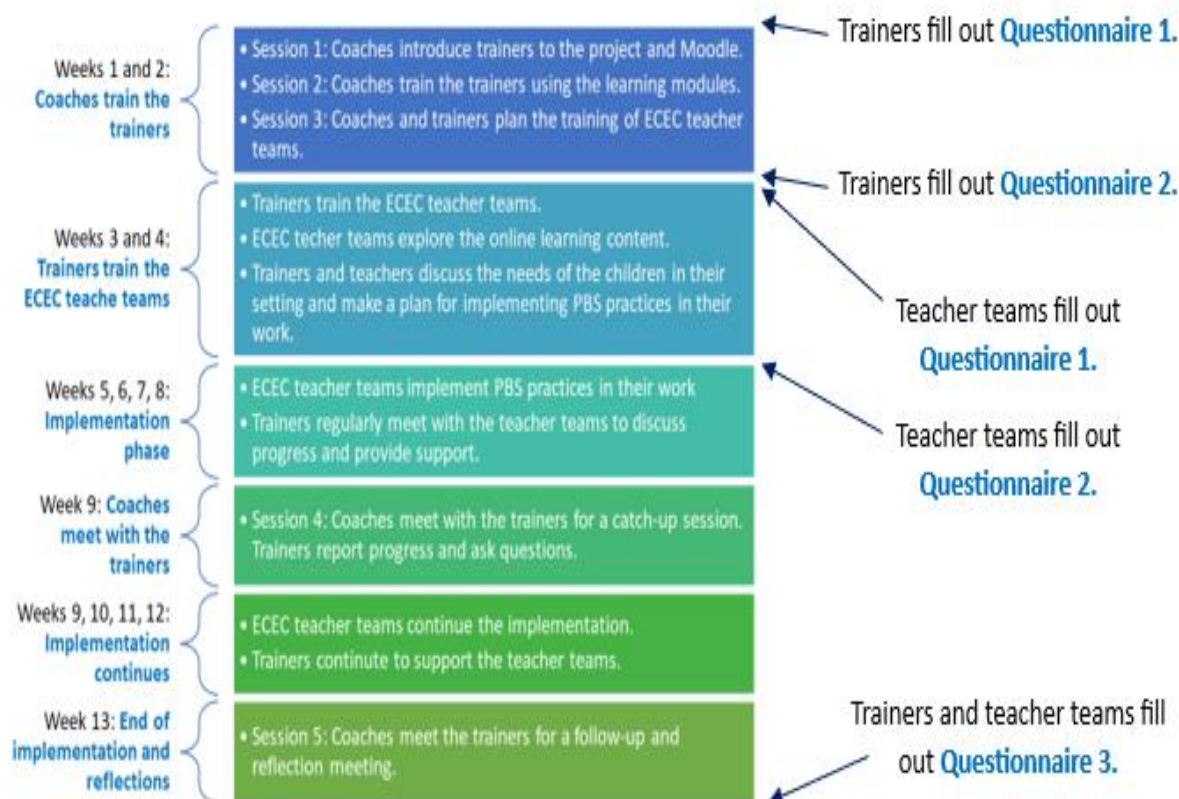 Trainers fill out Questionnaire 1.
Weeks 1 and 2:
Coaches train the
trainers
• Session 1: Coaches introduce trainers to the project and Moodle.
• Session 2: Coaches train the trainers using the learning modules.
• Session 3: Coaches and trainers plan the training of ECEC teacher
teams.
Trainers fill out Questionnaire 2.
Weeks 3 and 4:
Trainers train the
ECEC teache teams
• Trainers train the ECEC teacher teams.
• ECEC techer teams explore the online learning content.
• Trainers and teachers discuss the needs of the children in their
setting and make a plan for implementing PBS practices in their
work.
Teacher teams fill out
Questionnaire 1.
Weeks 5, 6, 7, 8:
Implementation
phase
• ECEC teacher teams implement PBS practices in their work
• Trainers regularly meet with the teacher teams to discuss
progress and provide support.
Teacher teams fill out
Questionnaire 2.
Week 9: Coaches
meet with the
trainers
• Session 4: Coaches meet with the trainers for a catch-up session.
Trainers report progress and ask questions.
Weeks 9, 10, 11, 12:
Implementation
continues
• ECEC teacher teams continue the implementation.
• Trainers continute to support the teacher teams.
Week 13: End of
implementation and
reflections
• Session 5: Coaches meet the trainers for a follow-up and
reflection meeting.
Trainers and teacher teams fill
out Questionnaire 3.